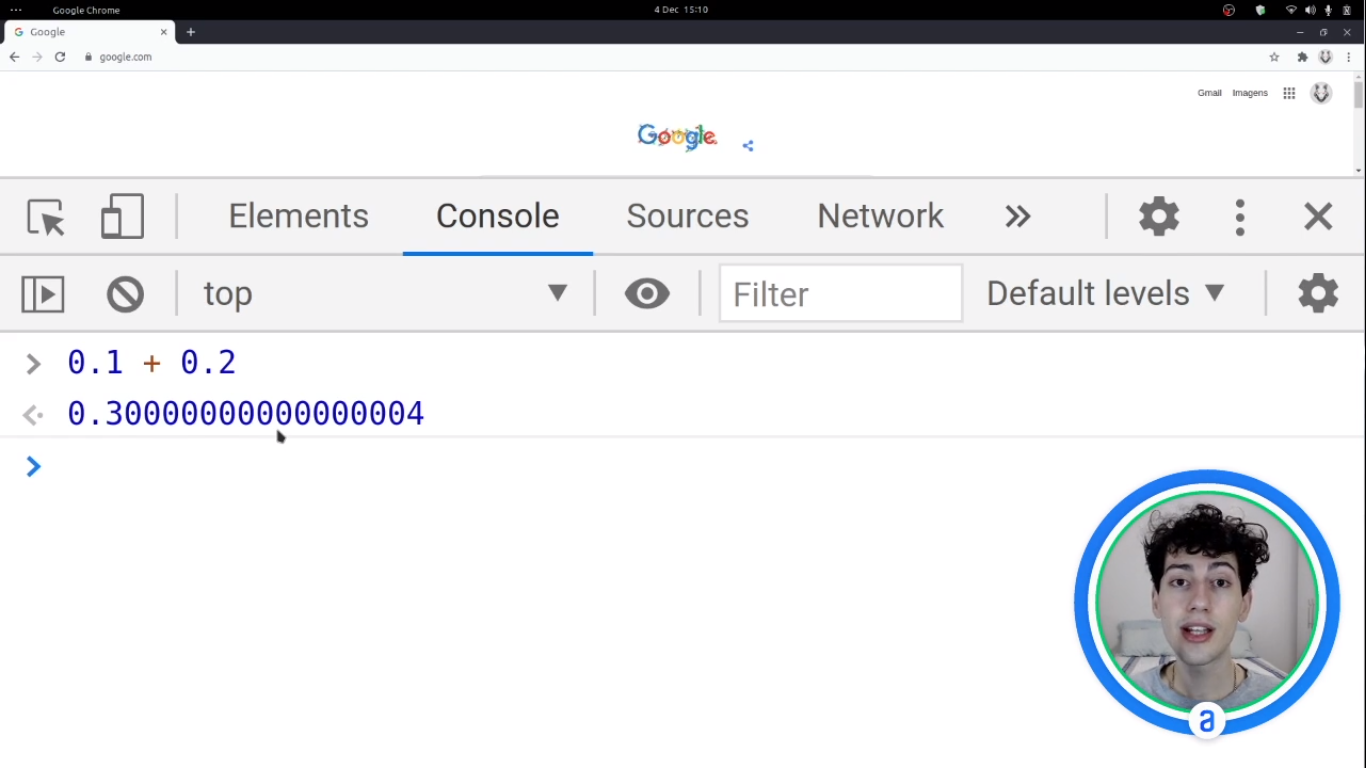 Google Chrome
4 Dec 15:10
Google
google.com
Gmail Imagens
Google
Elements Console Sources Network
top Filter Default levels
0.1 + 0.2
0.30000000000000004
a